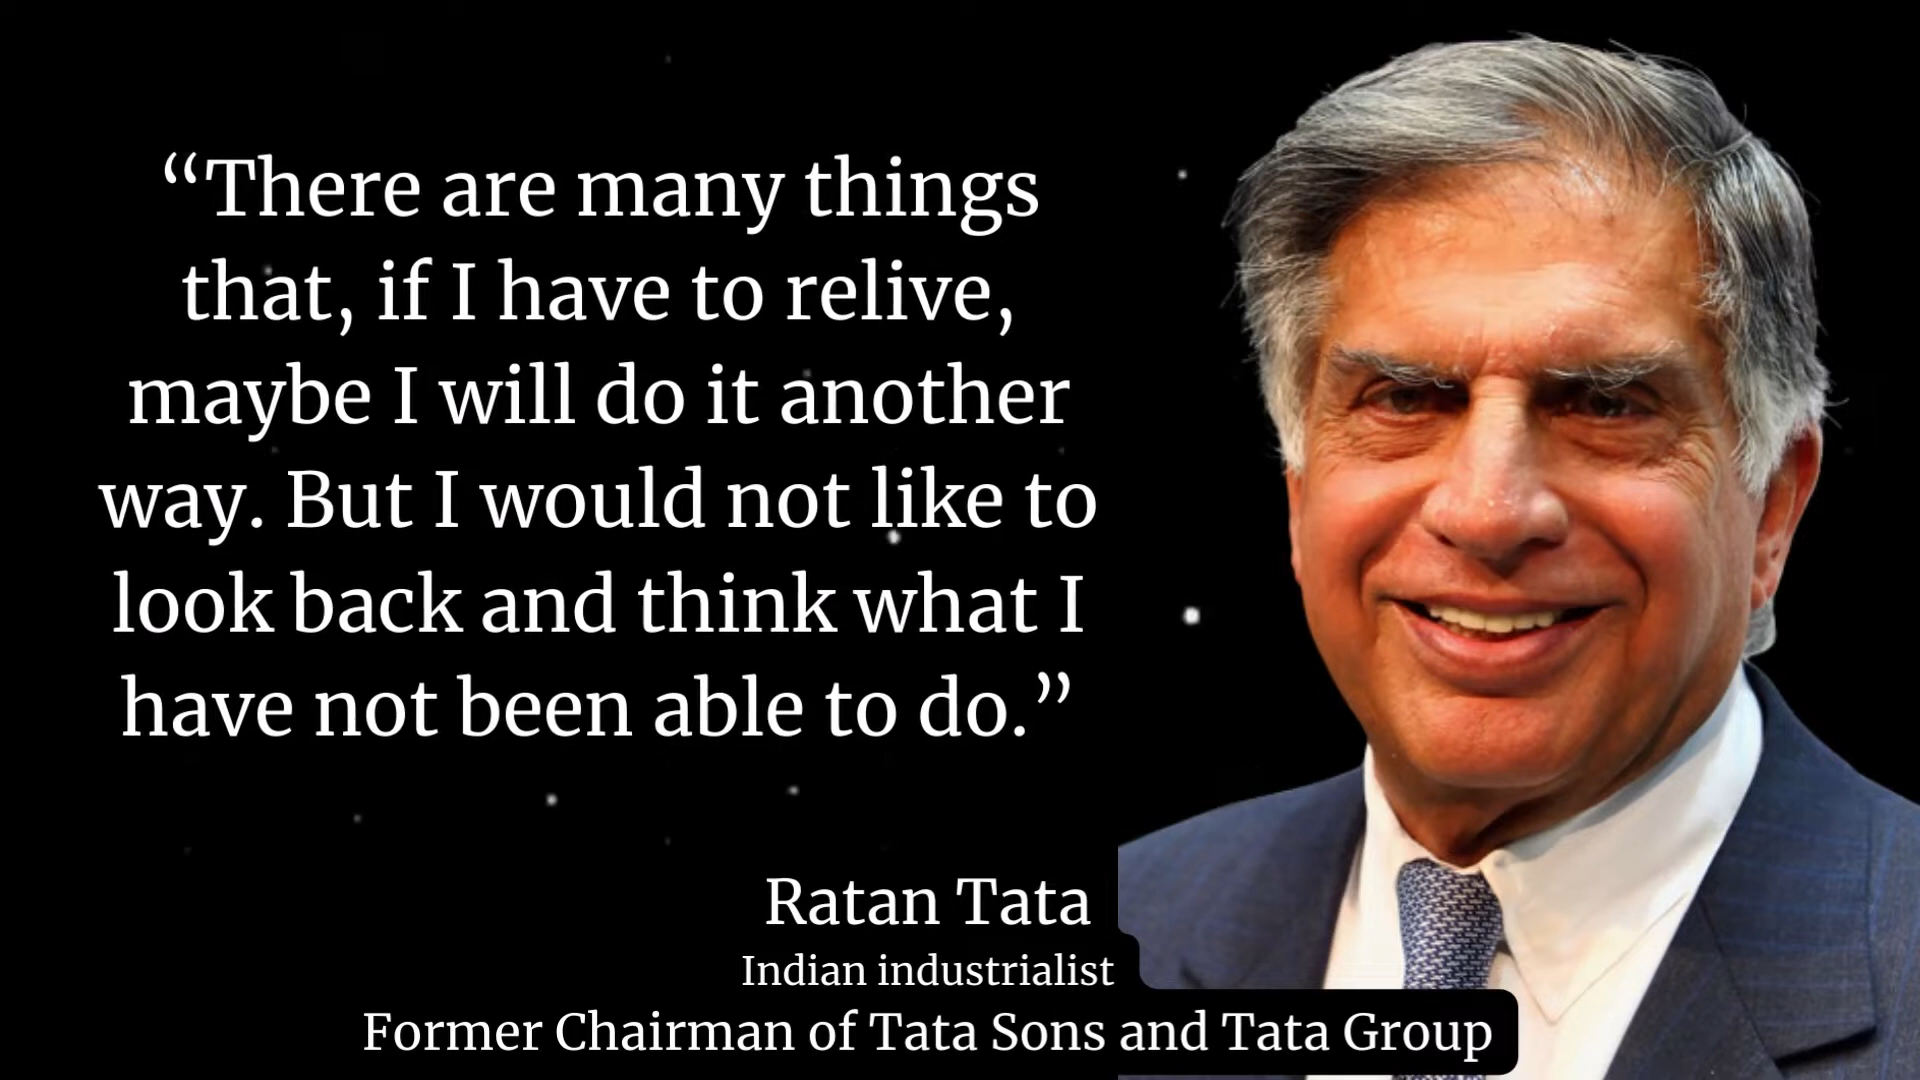 “There are many things
that, if I have to relive,
maybe I will do it another
way. But I would not like to
look back and think what I
have not been able to do.”
Ratan Tata
Indian industrialist
Former Chairman of Tata Sons and Tata Group